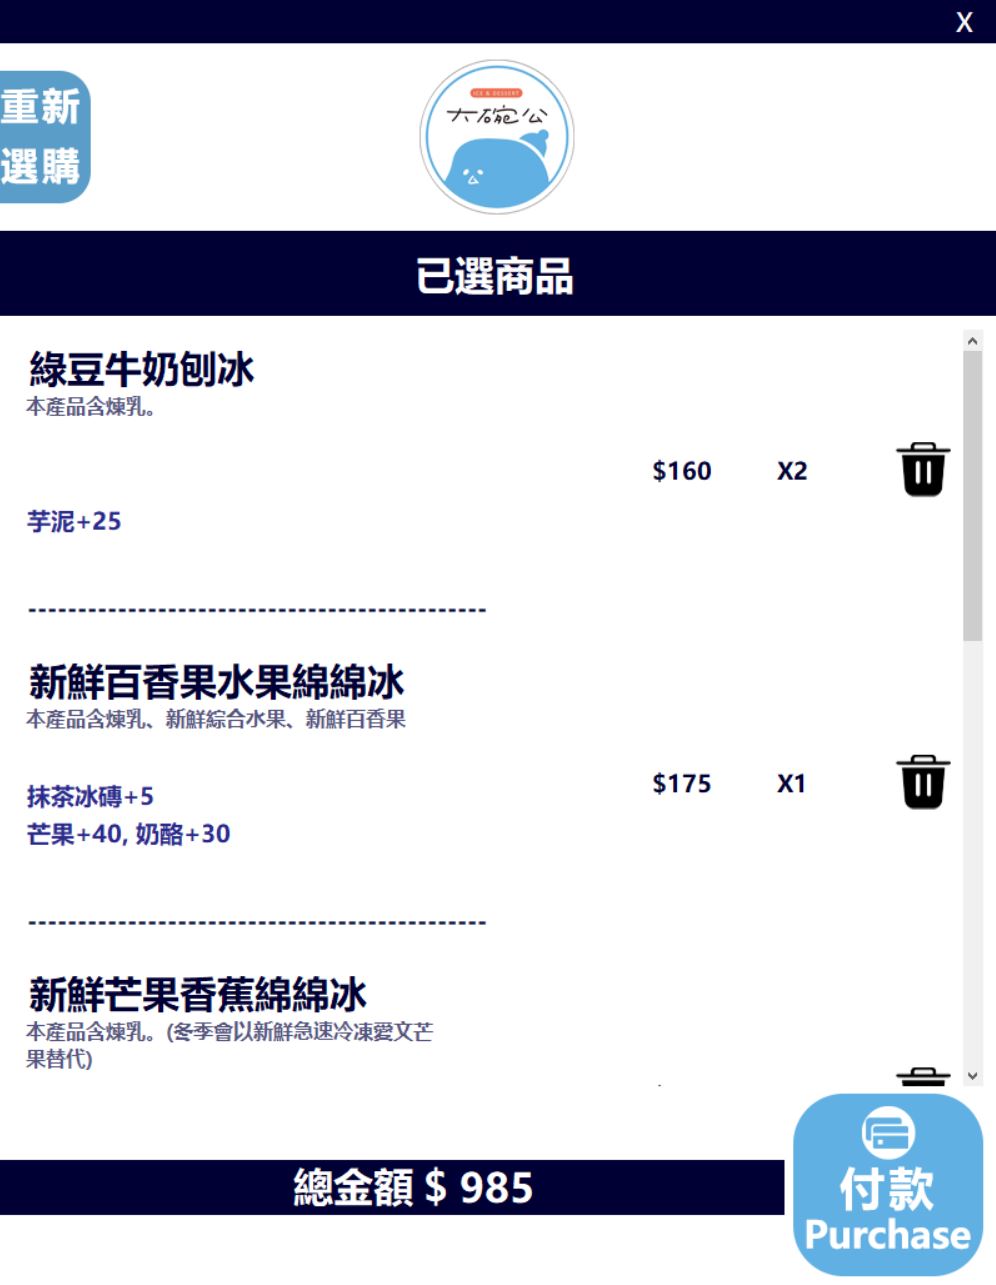 X
重新
選購
ICE & DESSERT
大碗公
已選商品
綠豆牛奶刨冰
本產品含煉乳。
$160 X2
芋泥+25
----------------------------------------------
新鮮百香果水果綿綿冰
本產品含煉乳、新鮮綜合水果、新鮮百香果
$175 X1
抹茶冰磚+5
芒果+40, 奶酪+30
----------------------------------------------
新鮮芒果香蕉綿綿冰
本產品含煉乳。(冬季會以新鮮急速冷凍愛文芒
果替代)
總金額 $ 985
付款
Purchase